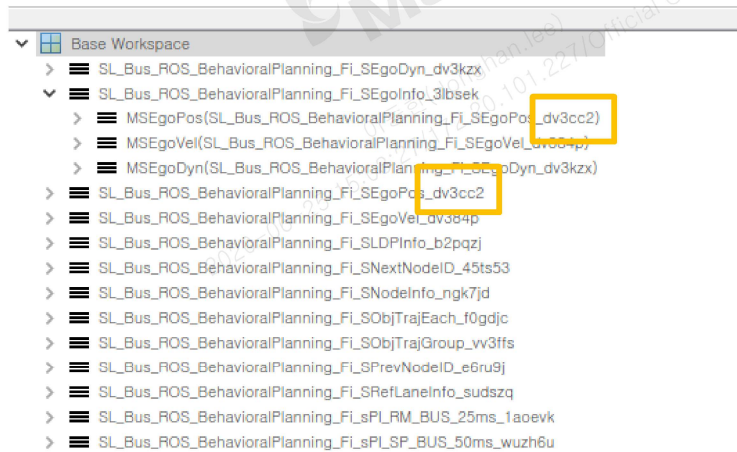 Base Workspace
SL_Bus_ROS_BehavioralPlanning_Fi_SEgoDyn_dv3kzx
SL_Bus_ROS_BehavioralPlanning_Fi_SEgoInfo_3lbsek
MSEgoPos(SL_Bus_ROS_BehavioralPlanning_Fi_SEgoPos_dv3cc2)
MSEgoVel(SL_Bus_ROS_BehavioralPlanning_Fi_SEgoVel_dv384p)
MSEgoDyn(SL_Bus_ROS_BehavioralPlanning_Fi_SEgoDyn_dv3kzx)
SL_Bus_ROS_BehavioralPlanning_Fi_SEgoPos_dv3cc2
SL_Bus_ROS_BehavioralPlanning_Fi_SEgoVel_dv384p
SL_Bus_ROS_BehavioralPlanning_Fi_SLDPInfo_b2pqzj
SL_Bus_ROS_BehavioralPlanning_Fi_SNextNodeID_45ts53
SL_Bus_ROS_BehavioralPlanning_Fi_SNodeInfo_ngk7jd
SL_Bus_ROS_BehavioralPlanning_Fi_SObjTrajEach_f0gdjc
SL_Bus_ROS_BehavioralPlanning_Fi_SObjTrajGroup_vv3ffs
SL_Bus_ROS_BehavioralPlanning_Fi_SPrevNodeID_e6ru9j
SL_Bus_ROS_BehavioralPlanning_Fi_SRefLaneInfo_sudszq
SL_Bus_ROS_BehavioralPlanning_Fi_sPI_RM_BUS_25ms_1aoevk
SL_Bus_ROS_BehavioralPlanning_Fi_sPI_SP_BUS_50ms_wuzh6u